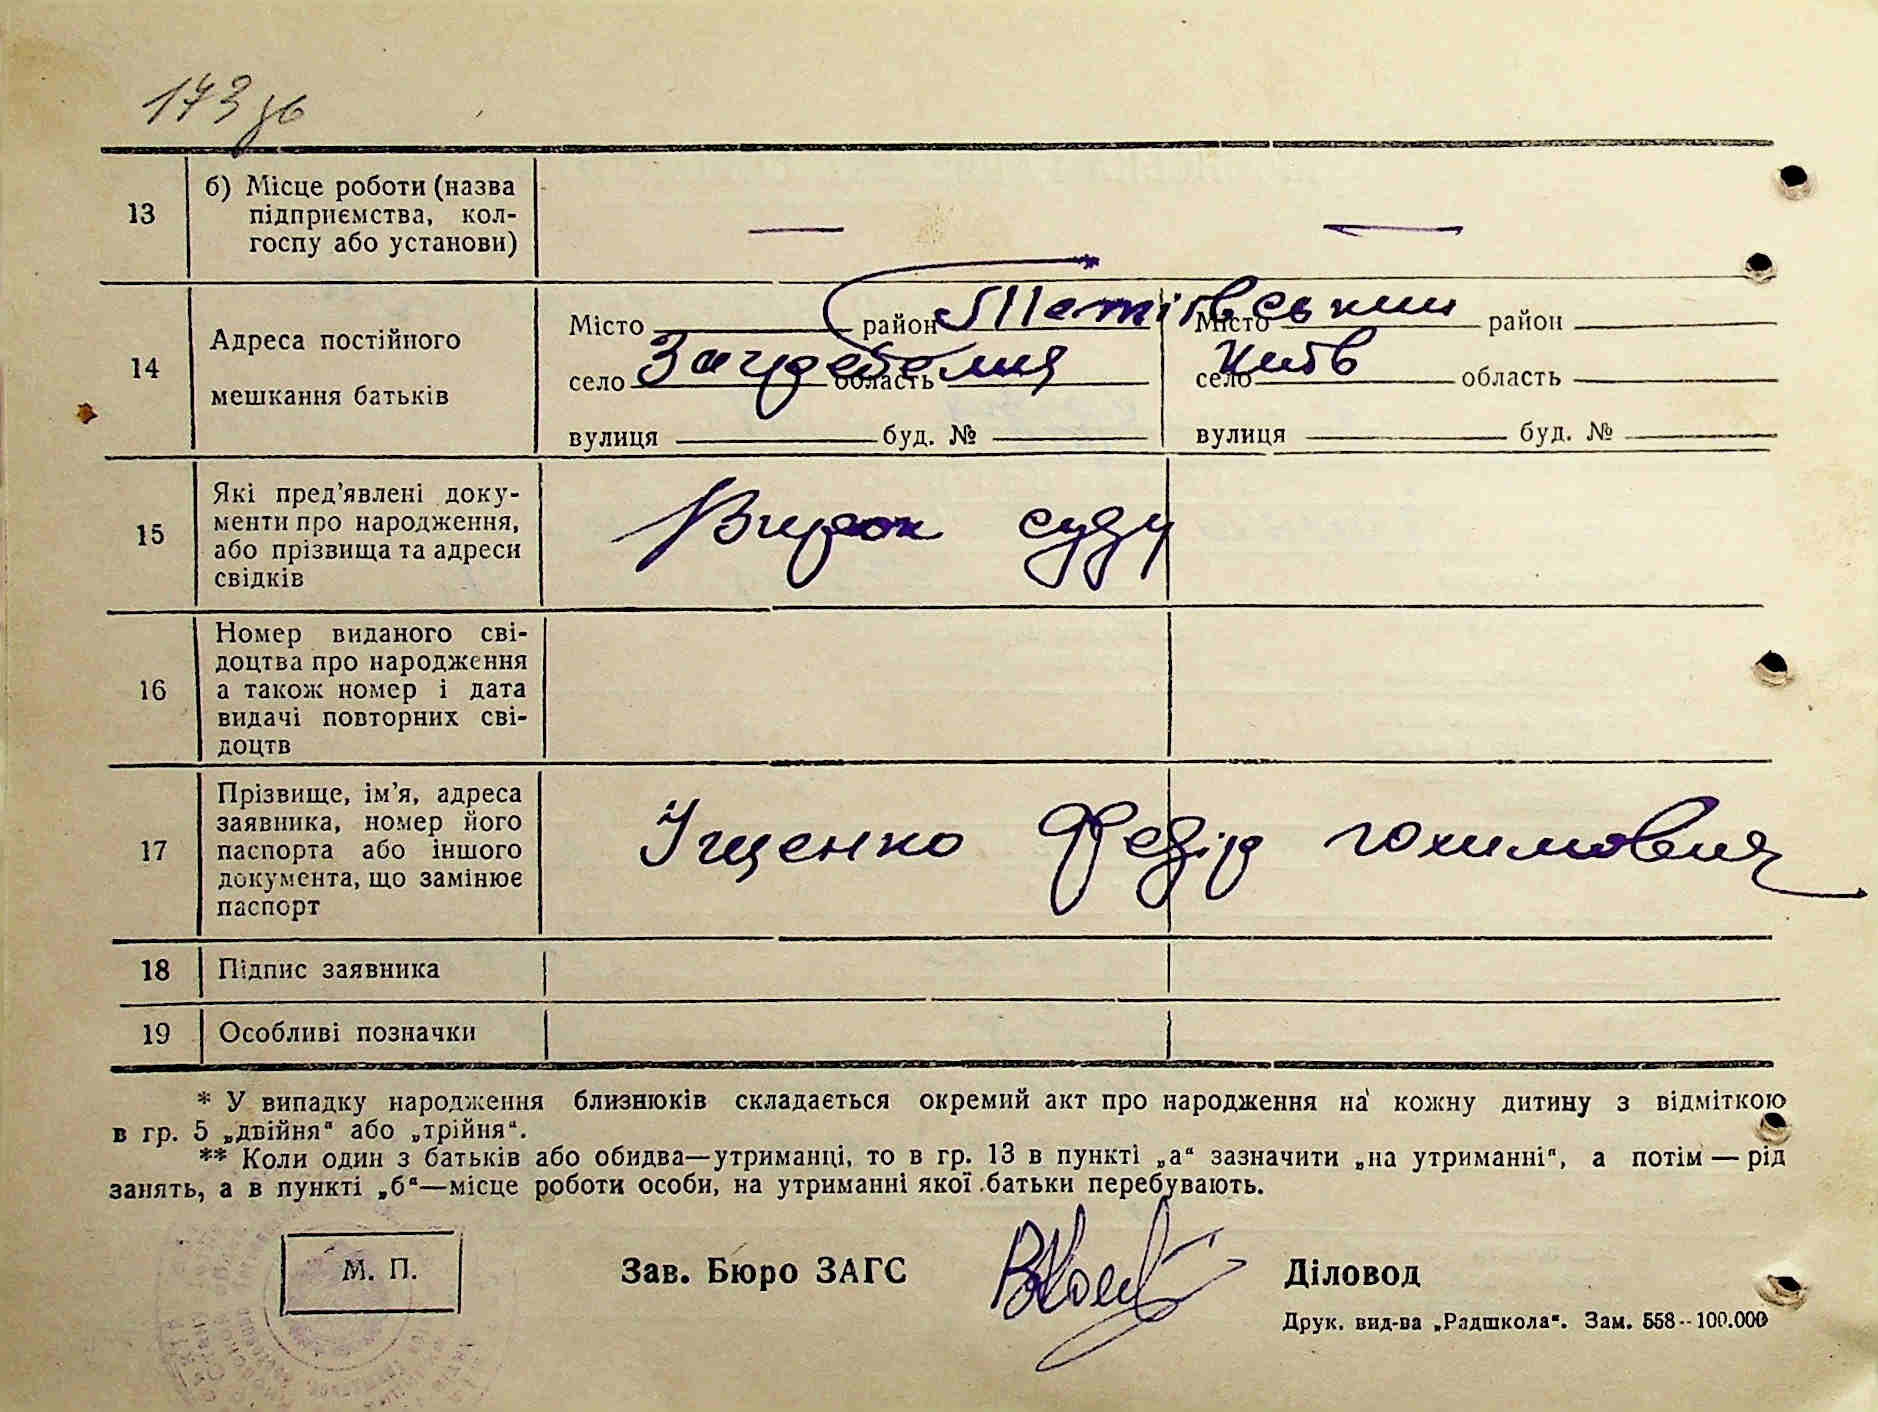 173 зв
13
б) Місце роботи (назва
підприємства, кол-
госпу або установи)
— —
14
Адреса постійного
мешкання батьків
Місто район Тетіївський Місто район
село Загребелля область село Київ область
вулиця буд. № вулиця буд. №
15
Які пред’явлені доку-
менти про народження,
або прізвища та адреси
свідків
Вирок суду
16
Номер виданого сві-
доцтва про народження
а також номер і дата
видачі повторних сві-
доцтв
17
Прізвище, ім’я, адреса
заявника, номер його
паспорта або іншого
документа, що замінює
паспорт
Іщенко Федір Юхимович
18 Підпис заявника
19 Особливі позначки
* У випадку народження близнюків складається окремий акт про народження на кожну дитину з відміткою
в гр. 5 „двійня“ або „трійня“.
** Коли один з батьків або обидва—утриманці, то в гр. 13 в пункті „а“ зазначити „на утриманні“, а потім — рід
занять, а в пункті „б“—місце роботи особи, на утриманні якої батьки перебувають.
М. П. Зав. Бюро ЗАГС Діловод
Друк. вид-ва „Радшкола“. Зам. 558--100.000